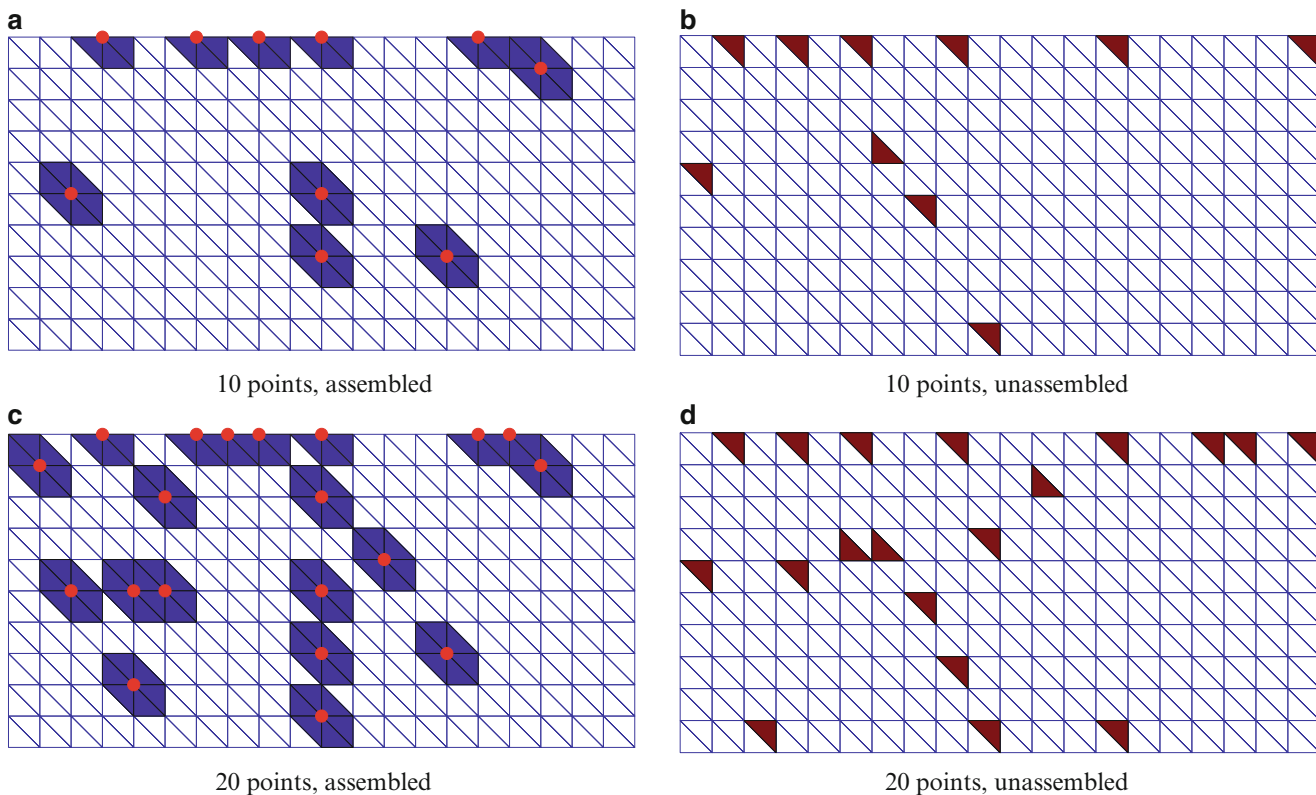 a
b
10 points, assembled
10 points, unassembled
c
d
20 points, assembled
20 points, unassembled